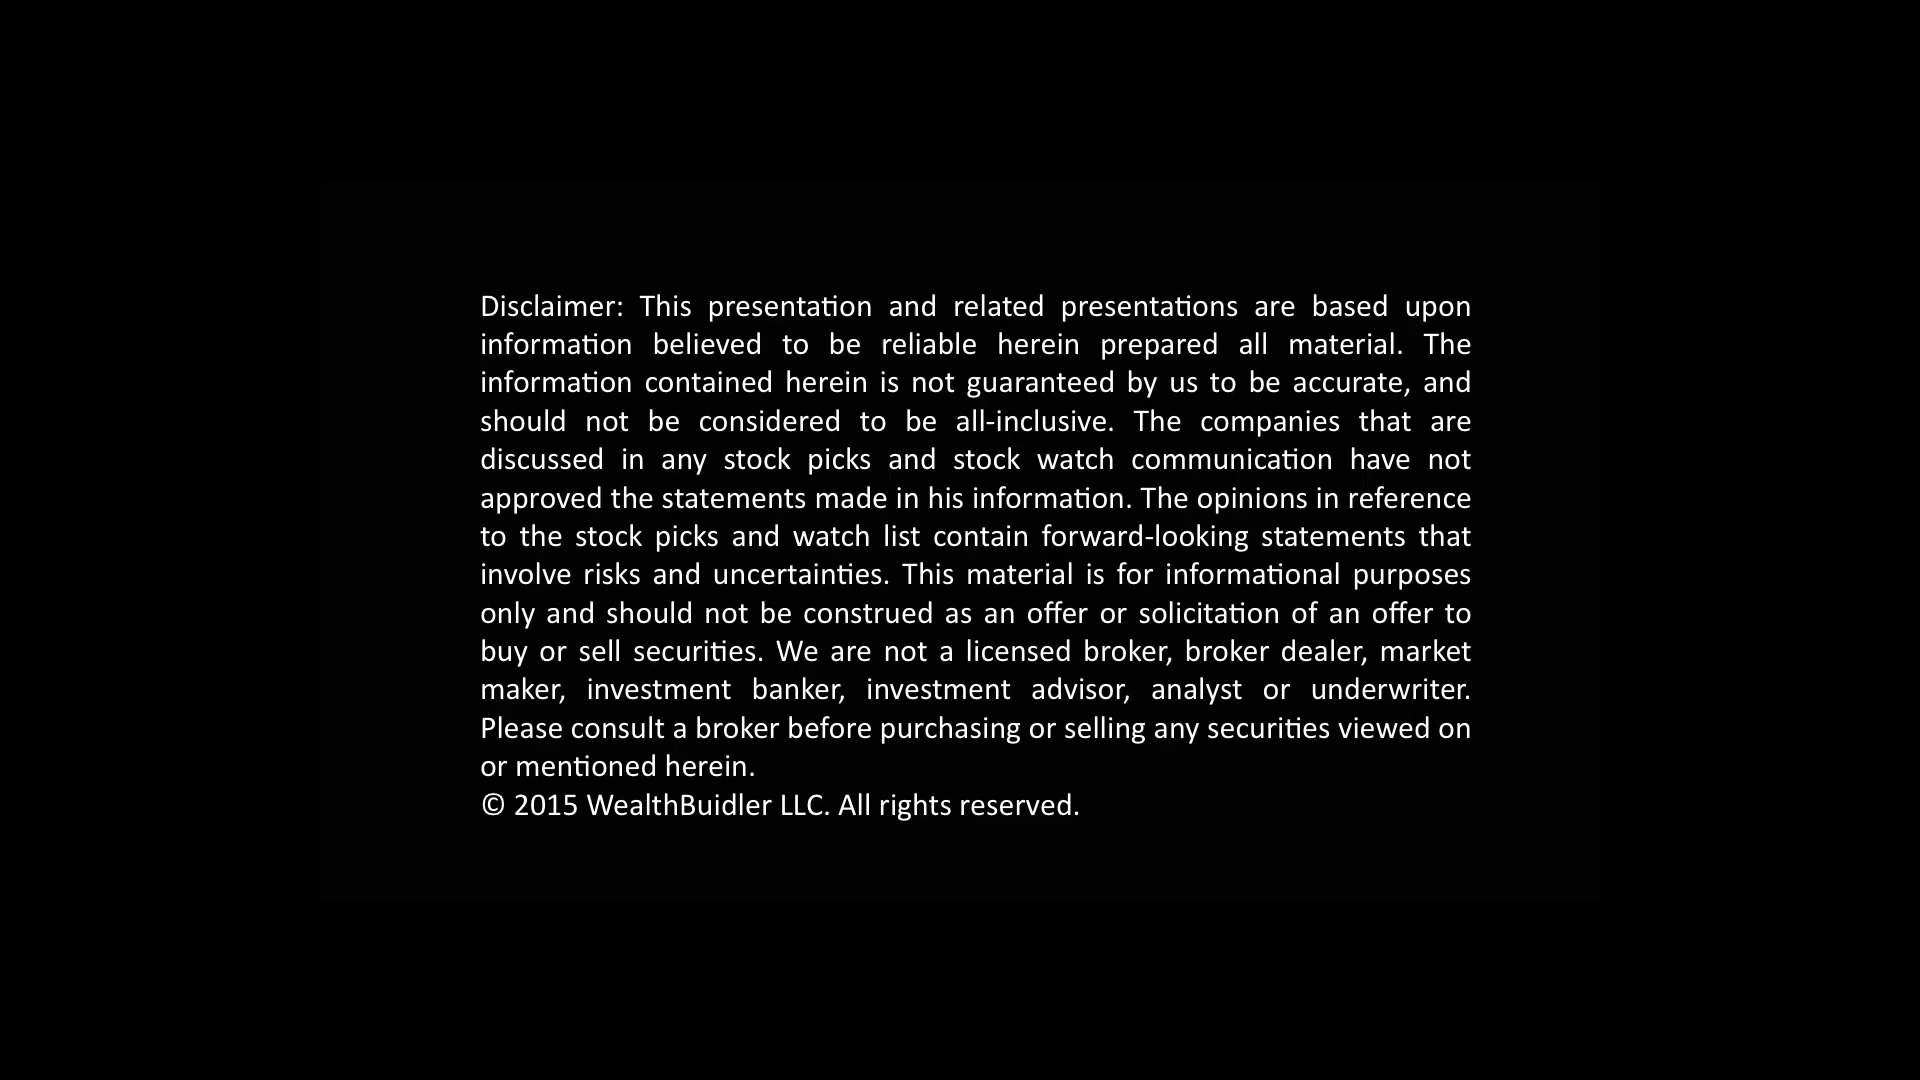 Disclaimer: This presentation and related presentations are based upon
information believed to be reliable herein prepared all material. The
information contained herein is not guaranteed by us to be accurate, and
should not be considered to be all-inclusive. The companies that are
discussed in any stock picks and stock watch communication have not
approved the statements made in his information. The opinions in reference
to the stock picks and watch list contain forward-looking statements that
involve risks and uncertainties. This material is for informational purposes
only and should not be construed as an offer or solicitation of an offer to
buy or sell securities. We are not a licensed broker, broker dealer, market
maker, investment banker, investment advisor, analyst or underwriter.
Please consult a broker before purchasing or selling any securities viewed on
or mentioned herein.
© 2015 WealthBuidler LLC. All rights reserved.